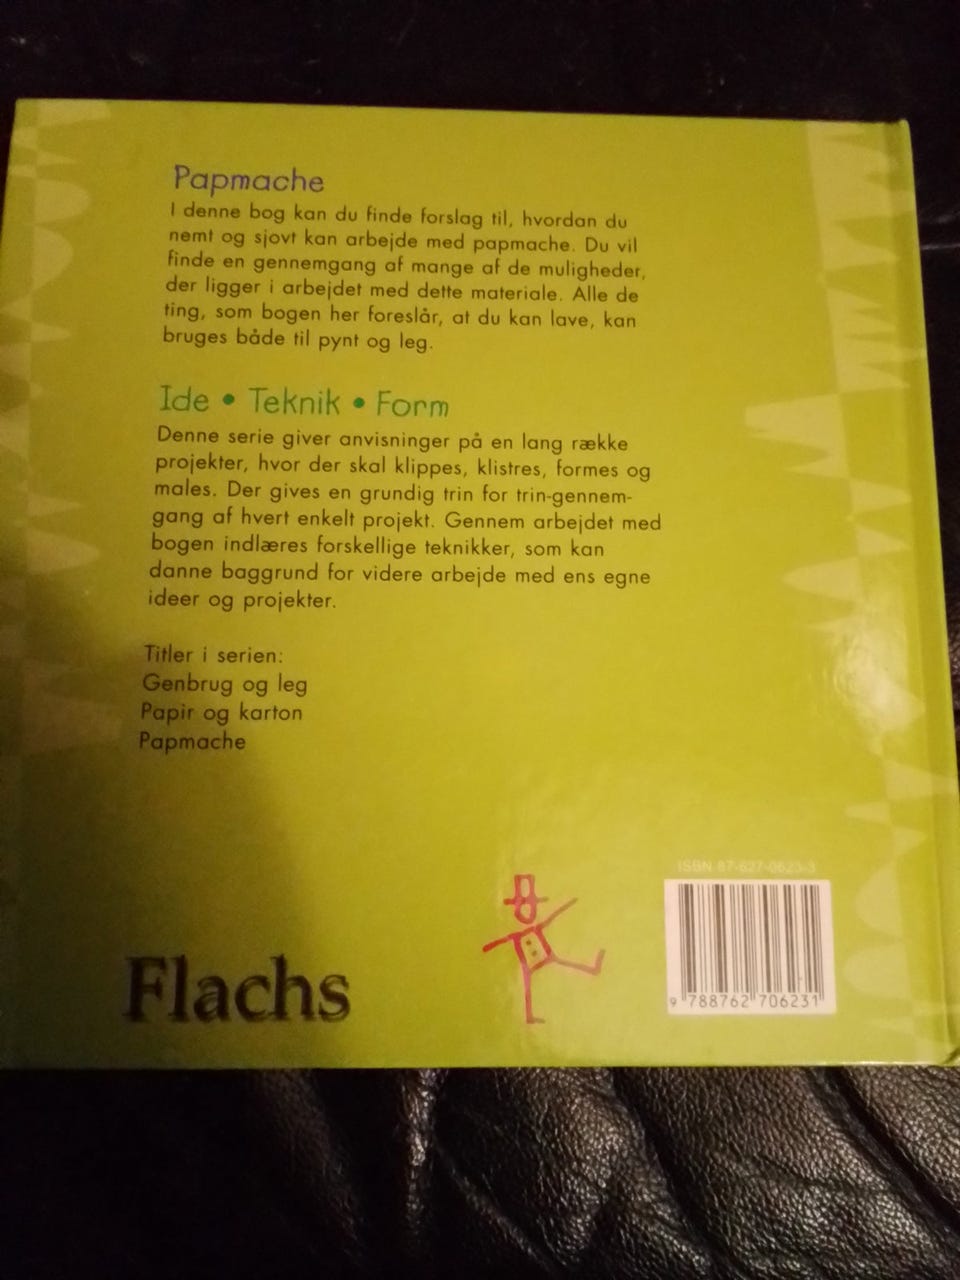 Papmache
I denne bog kan du finde forslag til, hvordan du
nemt og sjovt kan arbejde med papmache. Du vil
finde en gennemgang af mange af de muligheder,
der ligger i arbejdet med dette materiale. Alle de
ting, som bogen her foreslår, at du kan lave, kan
bruges både til pynt og leg.
Ide • Teknik • Form
Denne serie giver anvisninger på en lang række
projekter, hvor der skal klippes, klistres, formes og
males. Der gives en grundig trin for trin-gennem-
gang af hvert enkelt projekt. Gennem arbejdet med
bogen indlæres forskellige teknikker, som kan
danne baggrund for videre arbejde med ens egne
ideer og projekter.
Titler i serien:
Genbrug og leg
Papir og karton
Papmache
ISBN 87-627-0623-3
9 788762 706231
Flachs